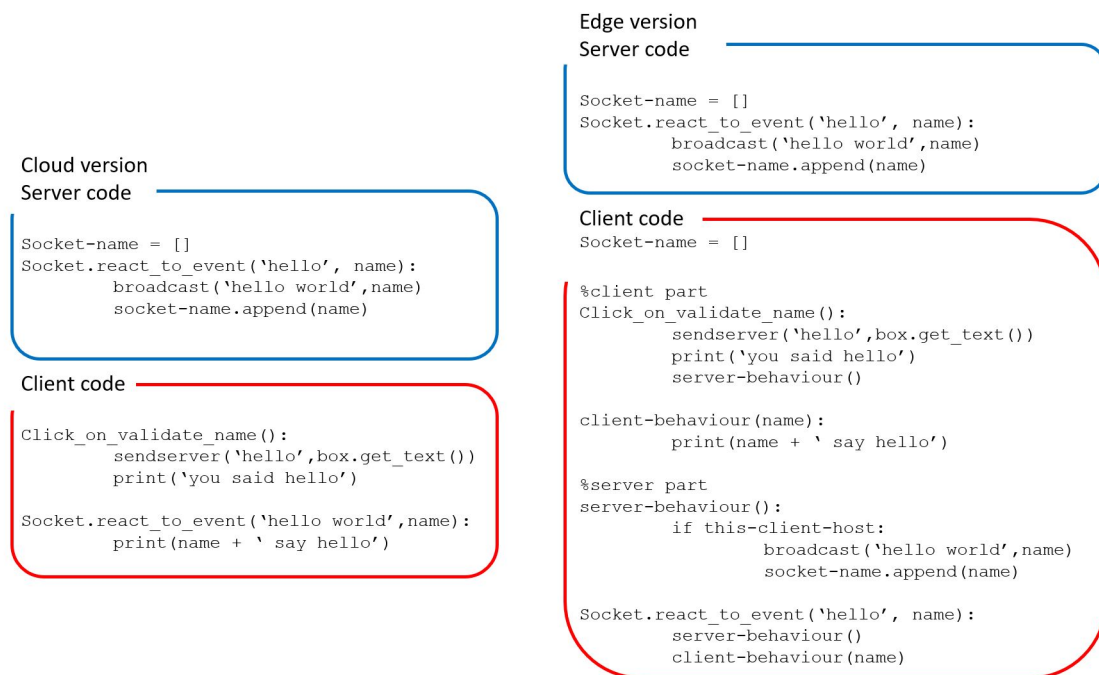 Cloud version
Server code
Socket-name = []
Socket.react_to_event(‘hello’, name):
broadcast(‘hello world’,name)
socket-name.append(name)
Client code
Click_on_validate_name():
sendserver(‘hello’,box.get_text())
print(‘you said hello’)
Socket.react_to_event(‘hello world’,name):
print(name + ‘ say hello’)
Edge version
Server code
Socket-name = []
Socket.react_to_event(‘hello’, name):
broadcast(‘hello world’,name)
socket-name.append(name)
Client code
Socket-name = []
%client part
Click_on_validate_name():
sendserver(‘hello’,box.get_text())
print(‘you said hello’)
server-behaviour()
client-behaviour(name):
print(name + ‘ say hello’)
%server part
server-behaviour():
if this-client-host:
broadcast(‘hello world’,name)
socket-name.append(name)
Socket.react_to_event(‘hello’, name):
server-behaviour()
client-behaviour(name)